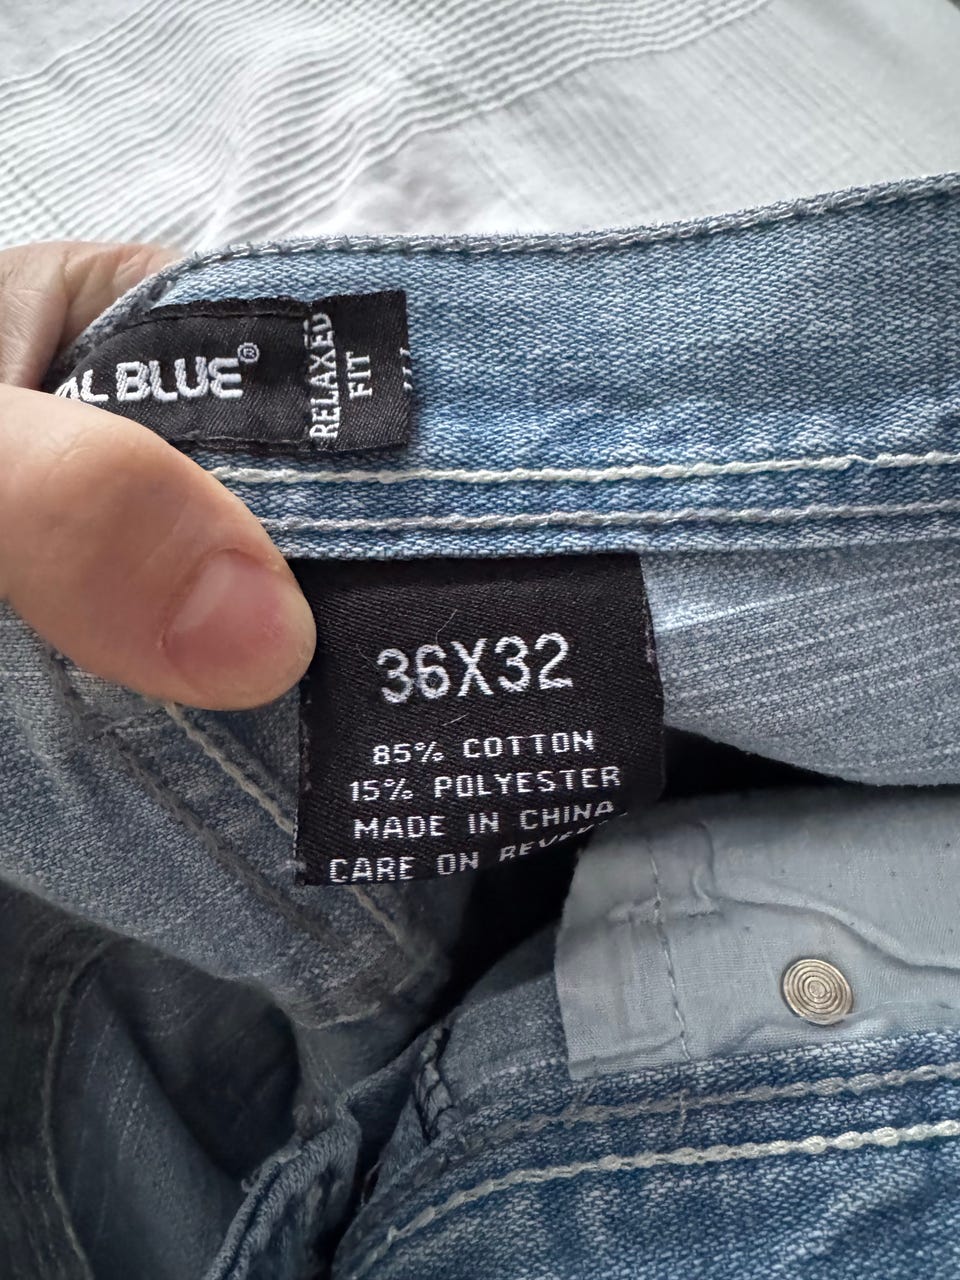 BLUE®
RELAXED
FIT
36X32
85% COTTON
15% POLYESTER
MADE IN CHINA
CARE ON